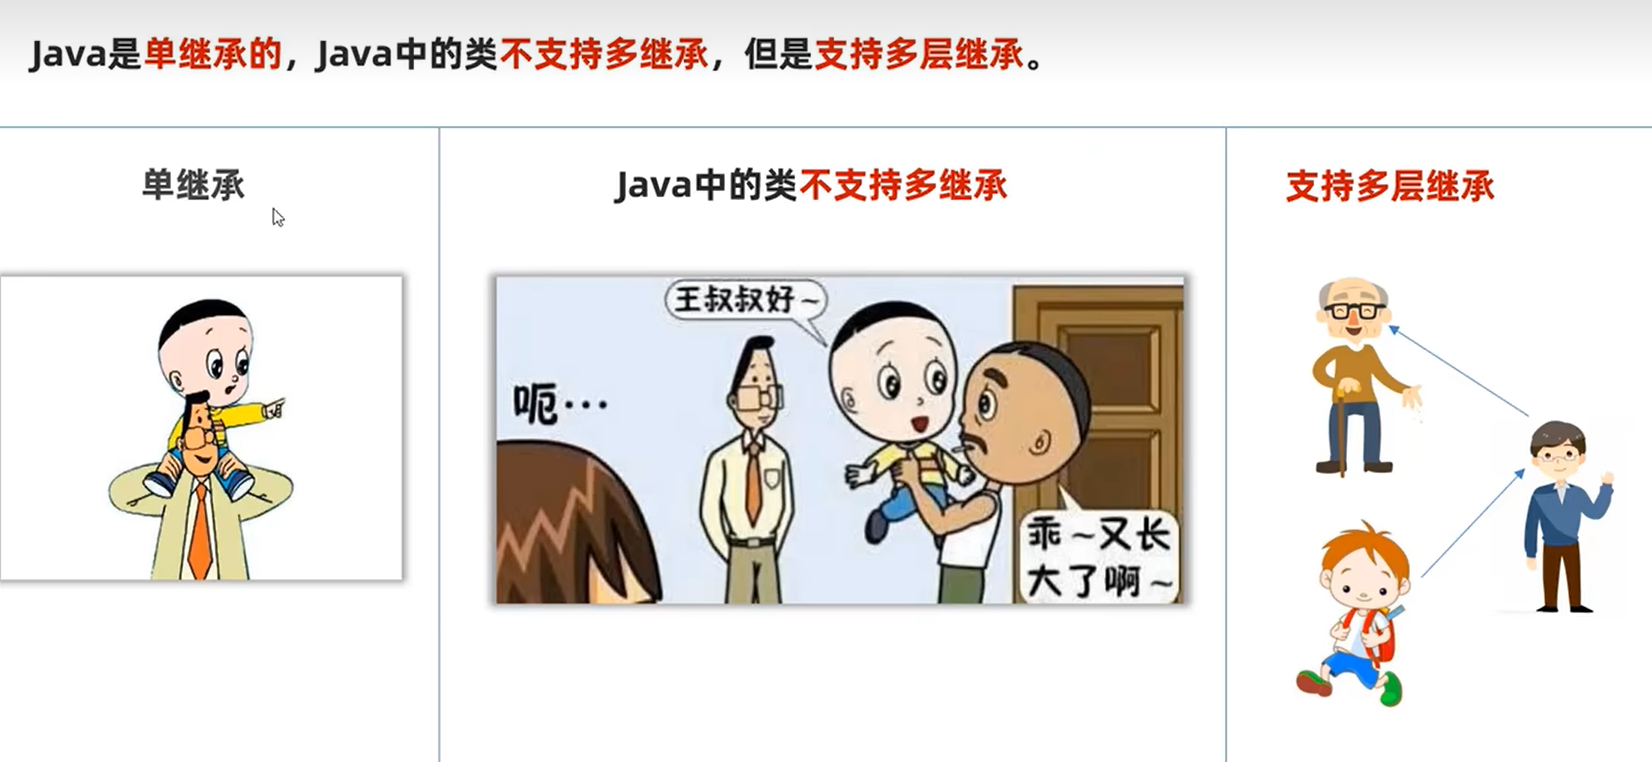 Java是单继承的，Java中的类不支持多继承，但是支持多层继承。
单继承
Java中的类不支持多继承
王叔叔好~
呃…
乖~又长
大了啊~
支持多层继承